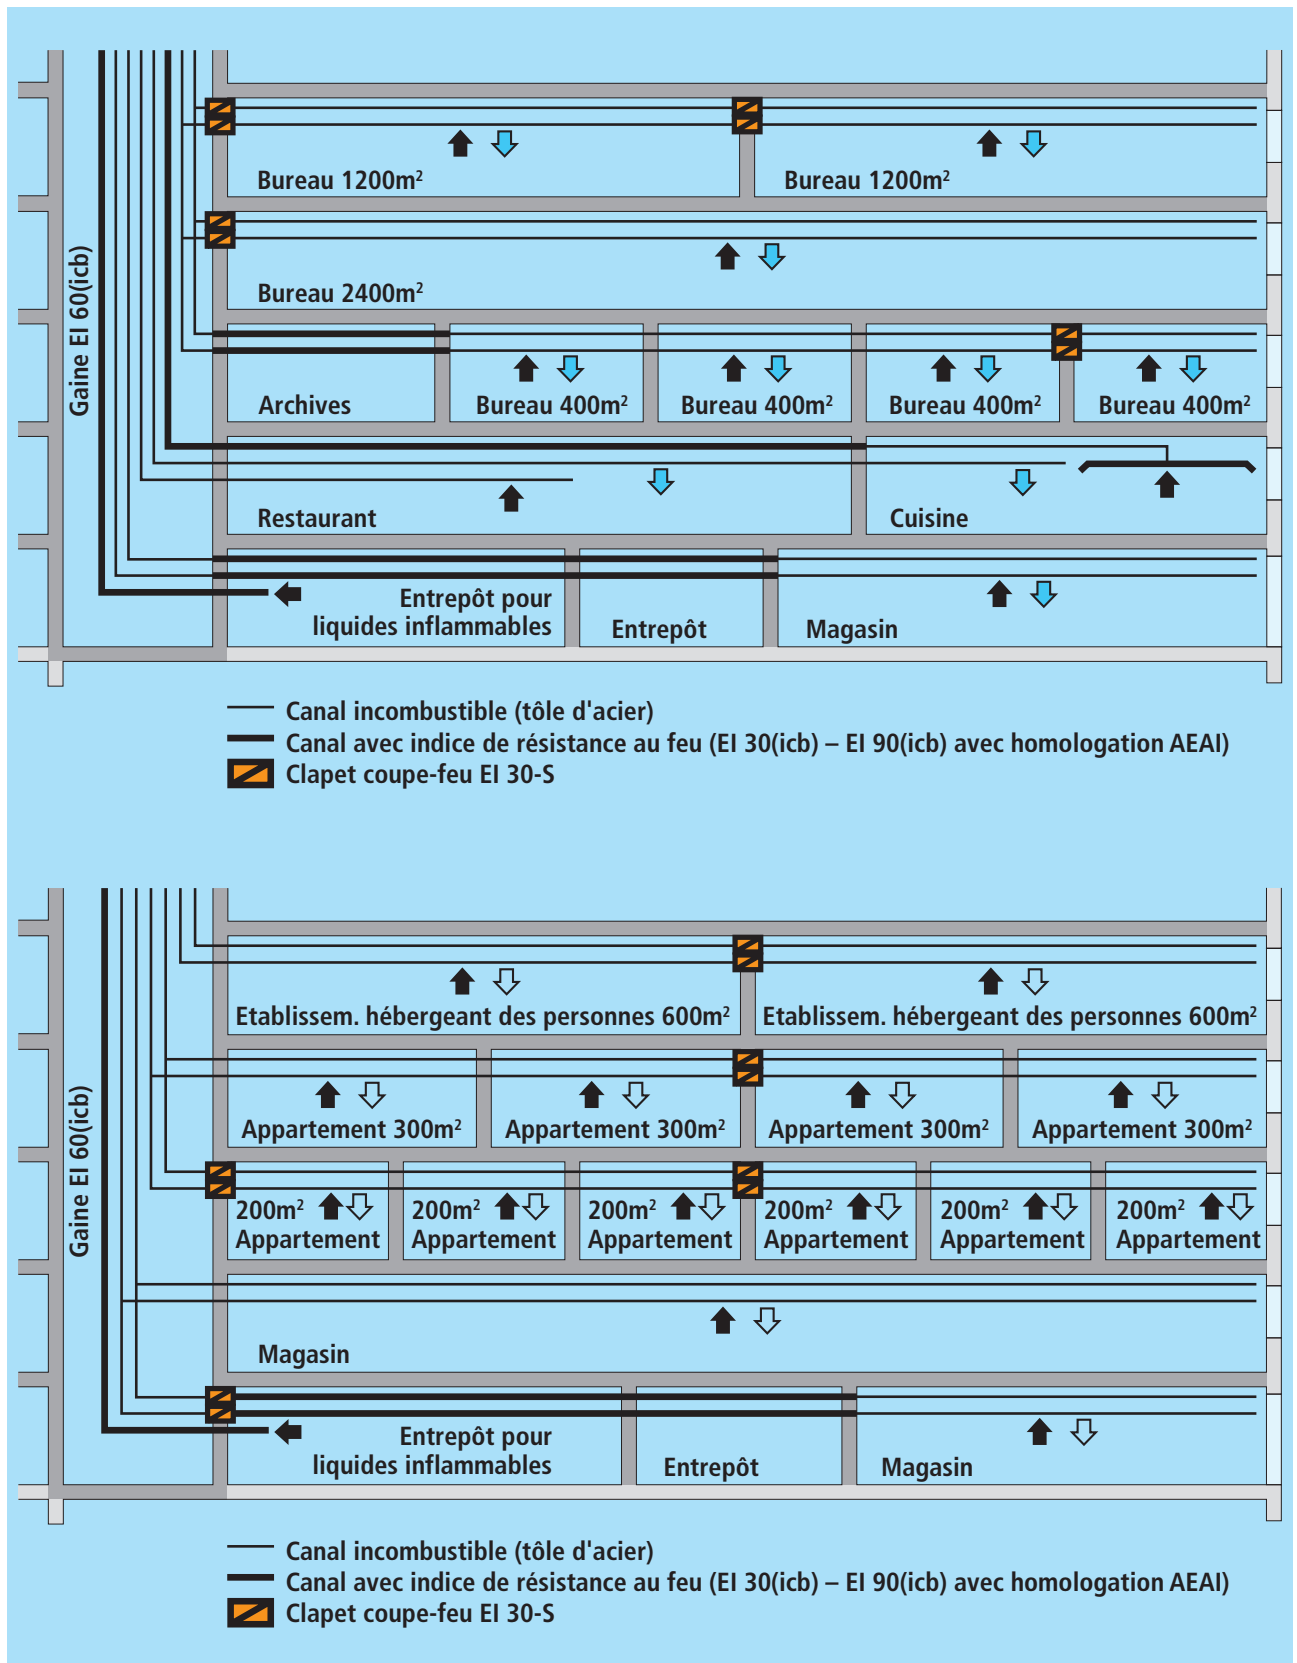 Gaine EI 60(icb)
Bureau 1200m²
Bureau 1200m²
Bureau 2400m²
Archives
Bureau 400m²
Bureau 400m²
Bureau 400m²
Bureau 400m²
Restaurant
Cuisine
Entrepôt pour
liquides inflammables
Entrepôt
Magasin
Canal incombustible (tôle d'acier)
Canal avec indice de résistance au feu (EI 30(icb) – EI 90(icb) avec homologation AEAI)
Clapet coupe-feu EI 30-S
Gaine EI 60(icb)
Etablissem. hébergeant des personnes 600m²
Etablissem. hébergeant des personnes 600m²
Appartement 300m²
Appartement 300m²
Appartement 300m²
Appartement 300m²
200m²
Appartement
200m²
Appartement
200m²
Appartement
200m²
Appartement
200m²
Appartement
200m²
Appartement
Magasin
Entrepôt pour
liquides inflammables
Entrepôt
Magasin
Canal incombustible (tôle d'acier)
Canal avec indice de résistance au feu (EI 30(icb) – EI 90(icb) avec homologation AEAI)
Clapet coupe-feu EI 30-S